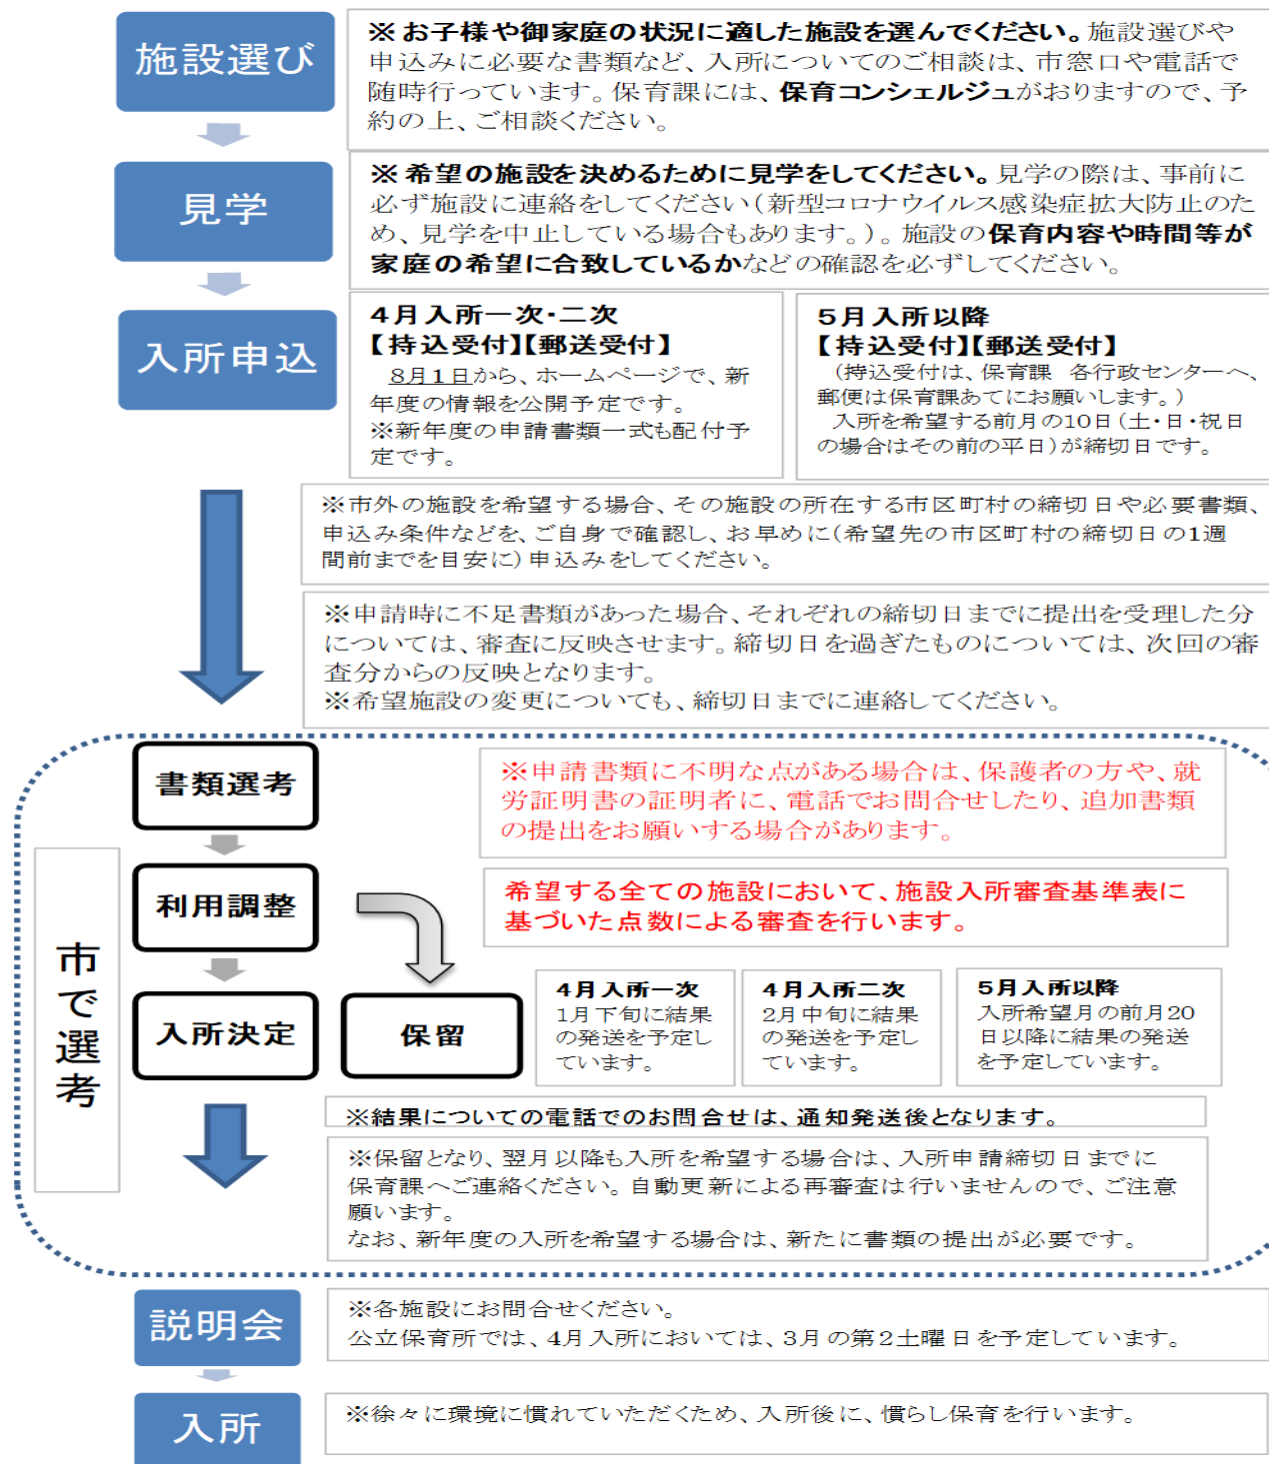 施設選び
※お子様や御家庭の状況に適した施設を選んでください。施設選びや
申込みに必要な書類など、入所についてのご相談は、市窓口や電話で
随時行っています。保育課には、保育コンシェルジュがおりますので、予
約の上、ご相談ください。
見学
※希望の施設を決めるために見学をしてください。見学の際は、事前に
必ず施設に連絡をしてください（新型コロナウイルス感染症拡大防止のた
め、見学を中止している場合もあります。）。施設の保育内容や時間等が
家庭の希望に合致しているかなどの確認を必ずしてください。
入所申込
4月入所一次・二次
【持込受付】【郵送受付】
8月1日から、ホームページで、新
年度の情報を公開予定です。
※新年度の申請書類一式も配付予
定です。
5月入所以降
【持込受付】【郵送受付】
（持込受付は、保育課 各行政センターへ、
郵便は保育課あてにお願いします。）
入所を希望する前月の10日（土・日・祝日
の場合はその前の平日）が締切日です。
※市外の施設を希望する場合、その施設の所在する市区町村の締切日や必要書類、
申込み条件などを、ご自身で確認し、お早めに（希望先の市区町村の締切日の1週
間前までを目安に）申込みをしてください。
※申請時に不足書類があった場合、それぞれの締切日までに提出を受理した分
については、審査に反映させます。締切日を過ぎたものについては、次回の審
査分からの反映となります。
※希望施設の変更についても、締切日までに連絡してください。
市で選考
書類選考
※申請書類に不明な点がある場合は、保護者の方や、就
労証明書の証明者に、電話でお問合せしたり、追加書類
の提出をお願いする場合があります。
利用調整
希望する全ての施設において、施設入所審査基準表に
基づいた点数による審査を行います。
入所決定
保留
4月入所一次
1月下旬に結果
の発送を予定し
ています。
4月入所二次
2月中旬に結果
の発送を予定し
ています。
5月入所以降
入所希望月の前月20
日以降に結果の発送
を予定しています。
※結果についての電話でのお問合せは、通知発送後となります。
※保留となり、翌月以降も入所を希望する場合は、入所申請締切日までに
保育課へご連絡ください。自動更新による再審査は行いませんので、ご注意
願います。
なお、新年度の入所を希望する場合は、新たに書類の提出が必要です。
説明会
※各施設にお問合せください。
公立保育所では、4月入所においては、3月の第2土曜日を予定しています。
入所
※徐々に環境に慣れていただくため、入所後に、慣らし保育を行います。